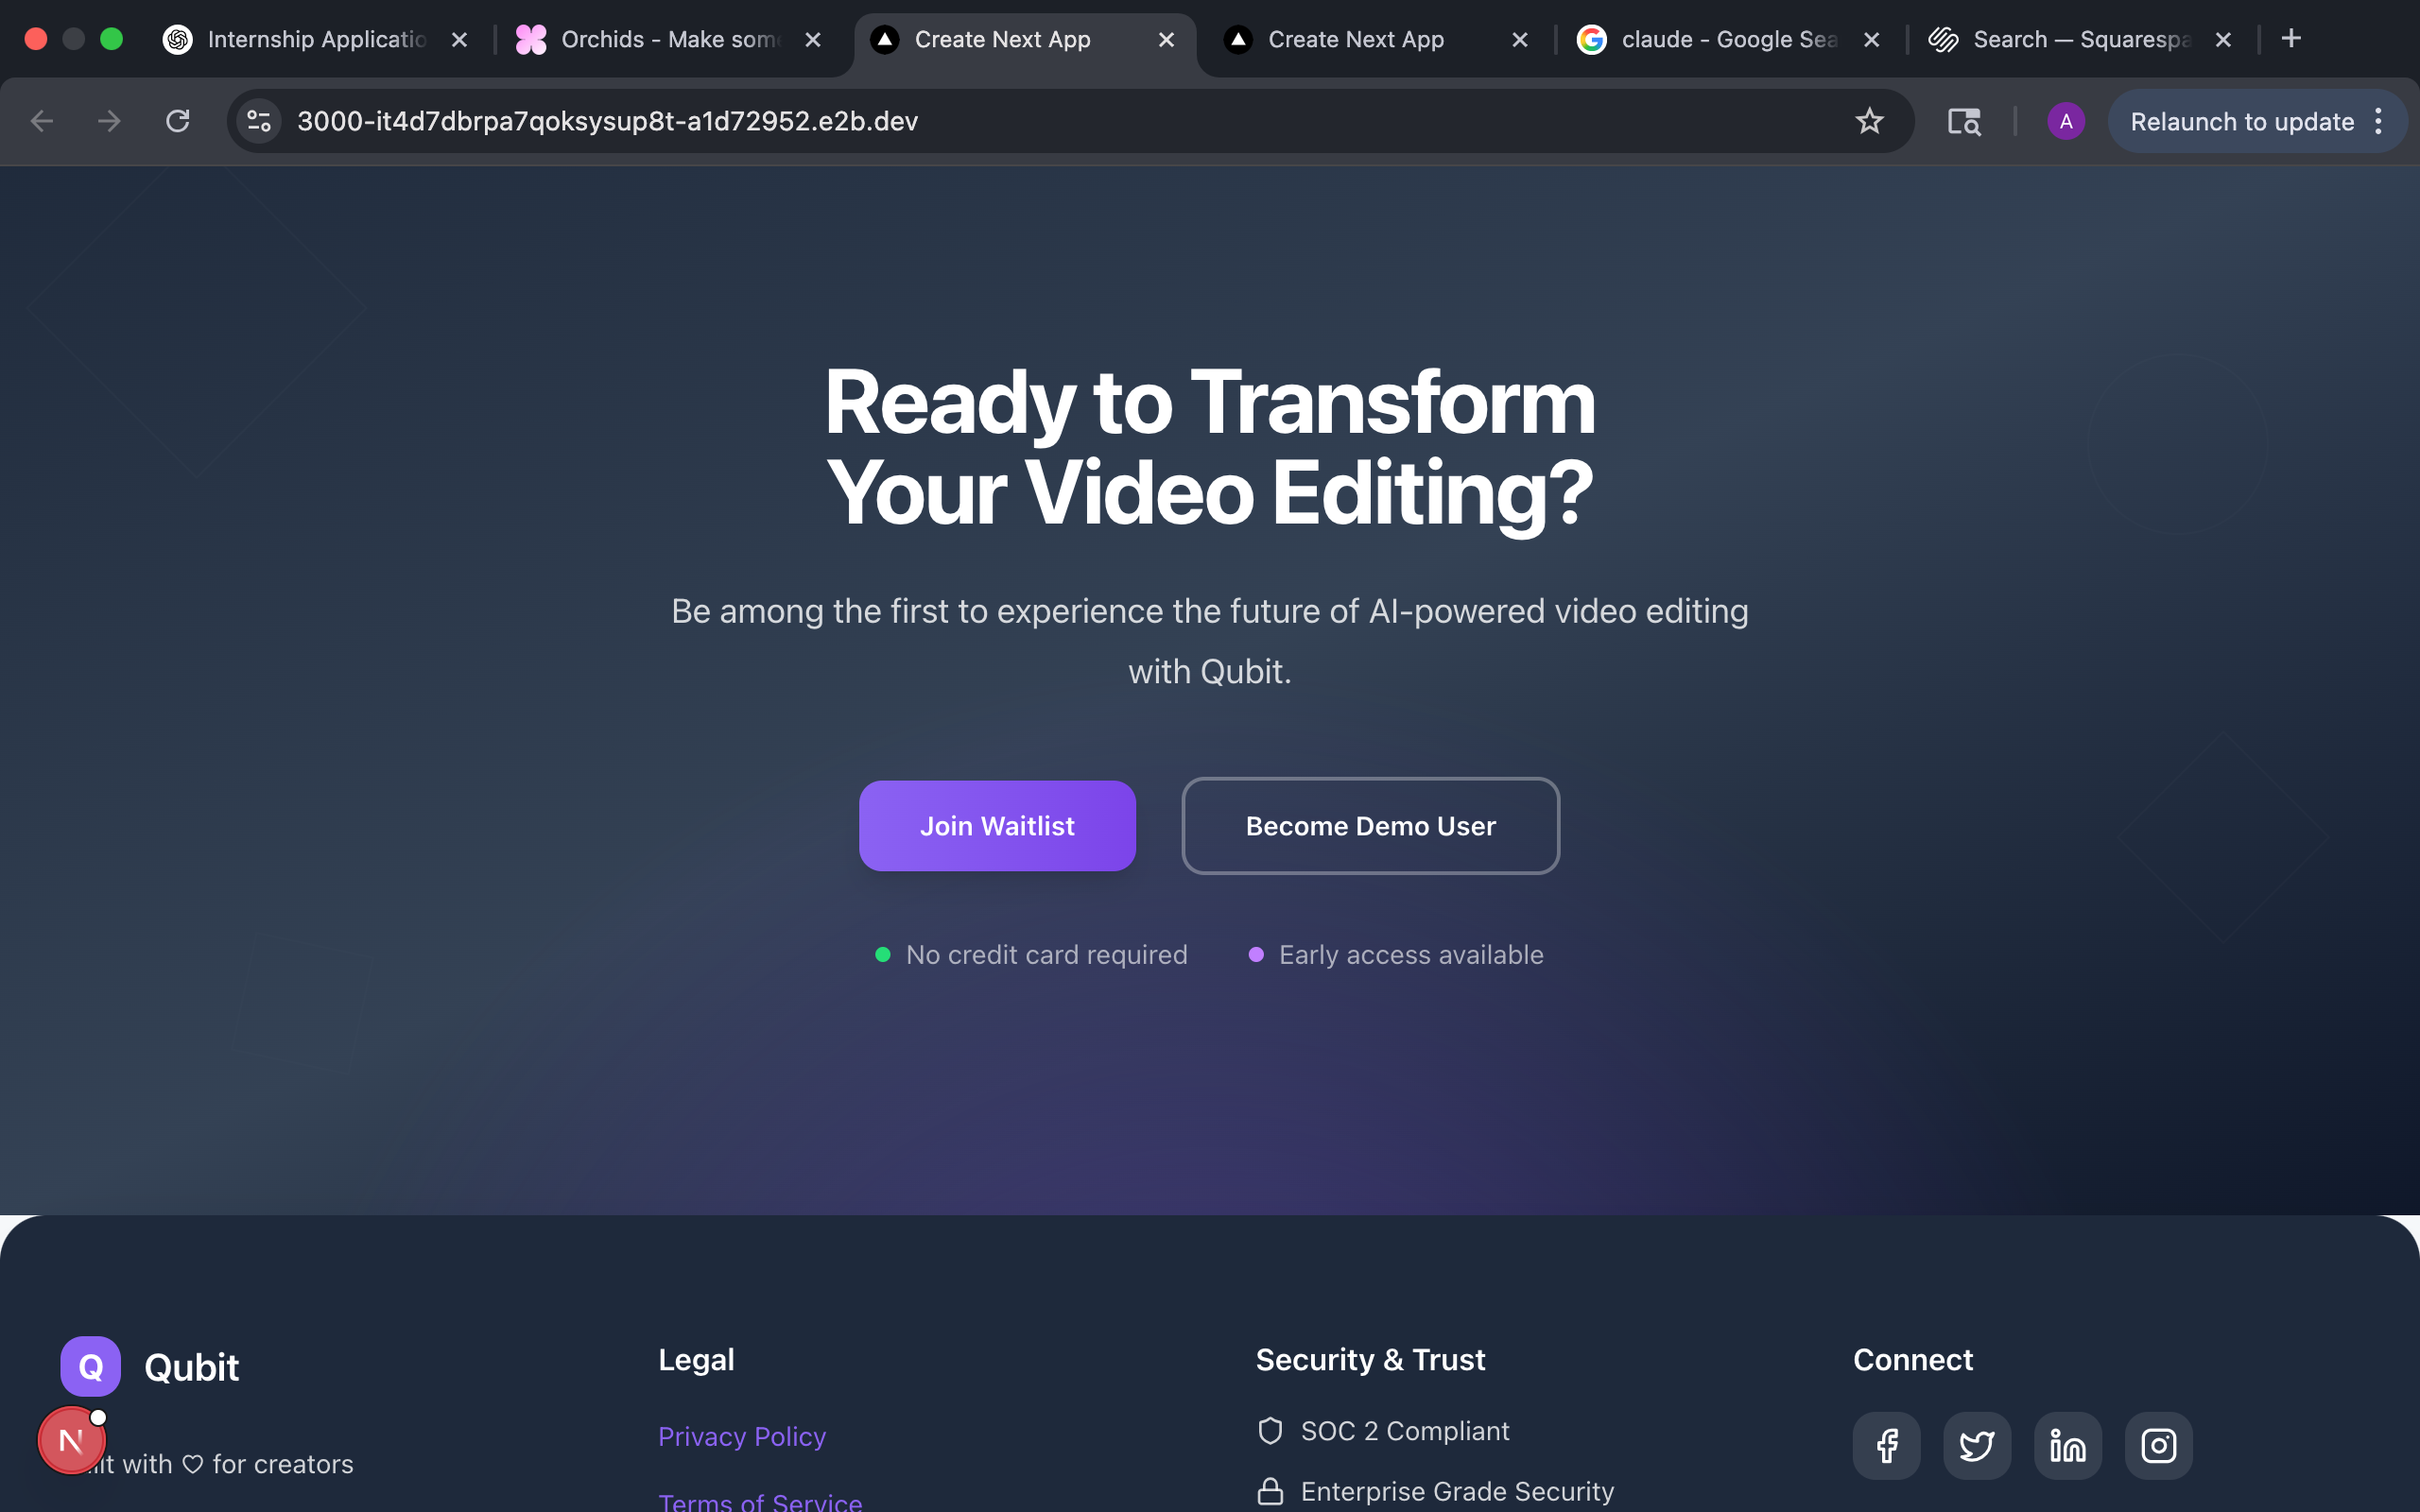 Internship Applicatio
Orchids - Make som
Create Next App
Create Next App
claude - Google Sea
Search — Squarespa
3000-it4d7dbrpa7qoksysup8t-a1d72952.e2b.dev
A
Relaunch to update
Ready to Transform
Your Video Editing?
Be among the first to experience the future of AI-powered video editing
with Qubit.
Join Waitlist
Become Demo User
No credit card required
Early access available
Q
Qubit
N
lt with ♡ for creators
Legal
Privacy Policy
Terms of Service
Security & Trust
SOC 2 Compliant
Enterprise Grade Security
Connect